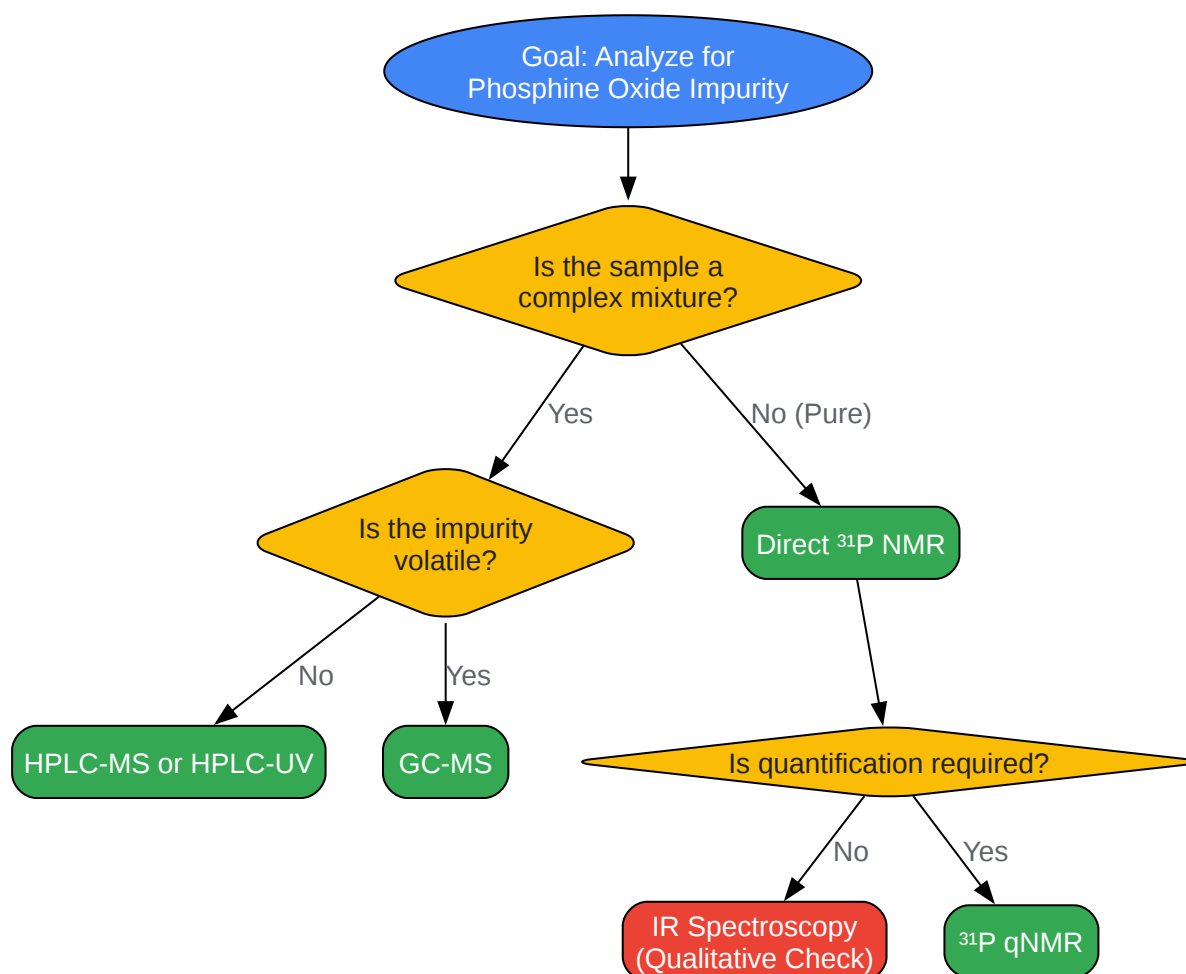 Goal: Analyze for
Phosphine Oxide Impurity
Is the sample a
complex mixture?
Yes
No (Pure)
Is the impurity
volatile?
Direct ³¹P NMR
No
Yes
HPLC-MS or HPLC-UV
GC-MS
Is quantification required?
No
Yes
IR Spectroscopy
(Qualitative Check)
³¹P qNMR